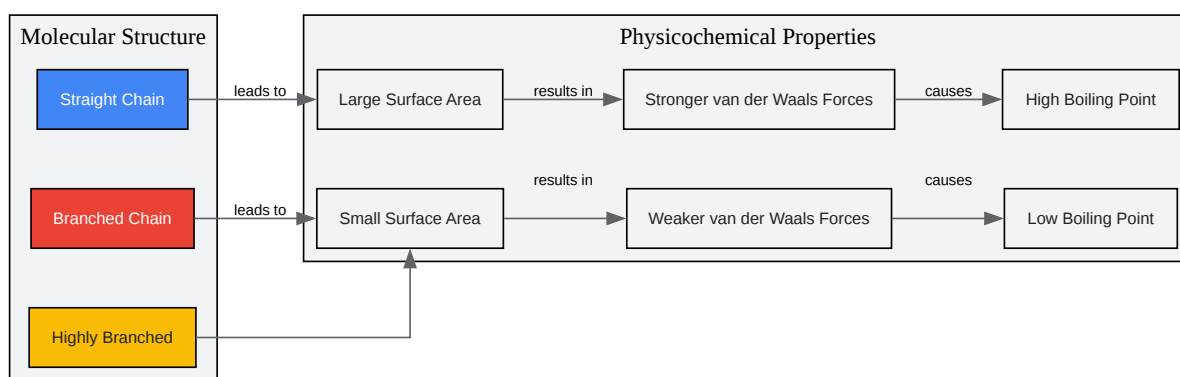 Molecular Structure
Physicochemical Properties
Straight Chain
leads to
Large Surface Area
results in
Stronger van der Waals Forces
causes
High Boiling Point
Branched Chain
leads to
Small Surface Area
results in
Weaker van der Waals Forces
causes
Low Boiling Point
Highly Branched